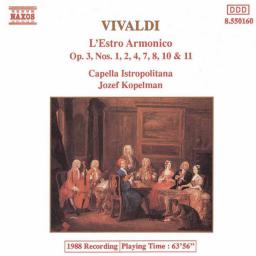 NAXOS
DDD
8.550160
VIVALDI
L'Estro Armonico
Op. 3, Nos. 1, 2, 4, 7, 8, 10 & 11
Capella Istropolitana
Jozef Kopelman
1988 Recording Playing Time : 63'56"